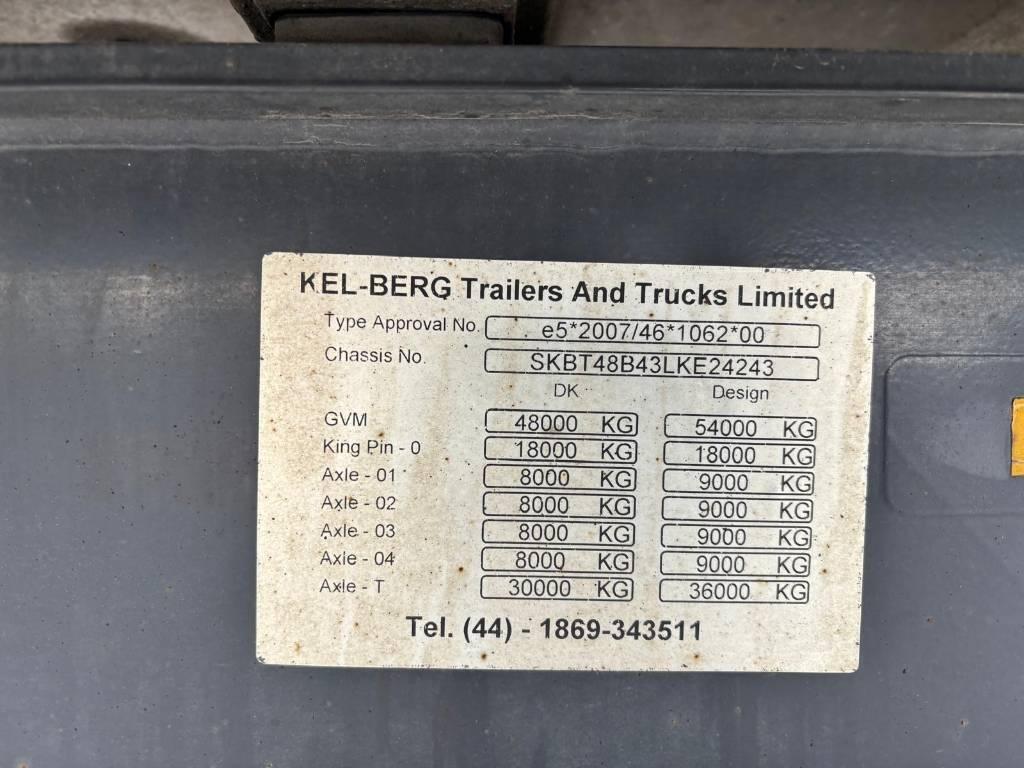 KEL-BERG Trailers And Trucks Limited
Type Approval No. e5*2007/46*1062*00
Chassis No. SKBT48B43LKE24243
DK Design
GVM 48000 KG 54000 KG
King Pin - 0 18000 KG 18000 KG
Axle - 01 8000 KG 9000 KG
Axle - 02 8000 KG 9000 KG
Axle - 03 8000 KG 9000 KG
Axle - 04 8000 KG 9000 KG
Axle - T 30000 KG 36000 KG
Tel. (44) - 1869-343511